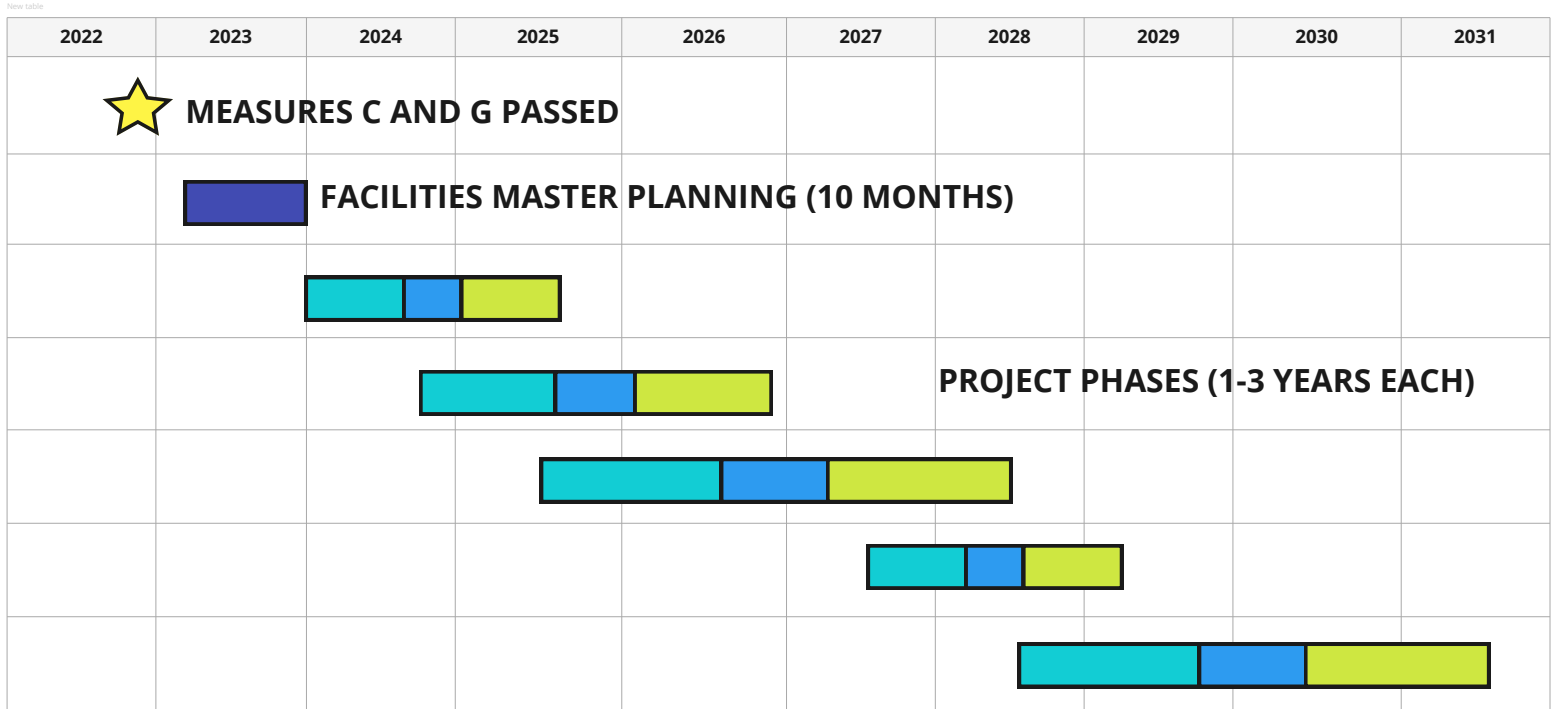 New table
2022 2023 2024 2025 2026 2027 2028 2029 2030 2031
MEASURES C AND G PASSED
FACILITIES MASTER PLANNING (10 MONTHS)
PROJECT PHASES (1-3 YEARS EACH)